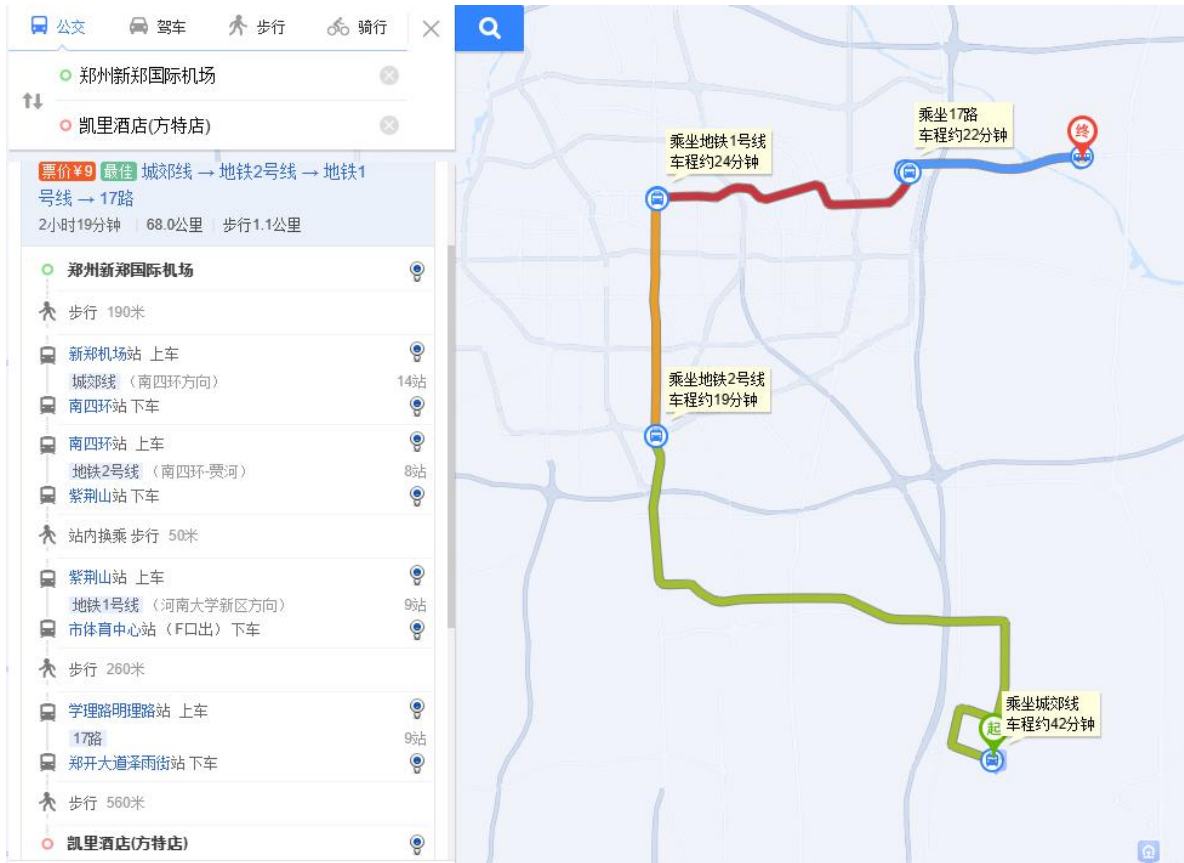 公交 驾车 步行 骑行
郑州新郑国际机场
凯里酒店(方特店)
票价¥9 最佳 城郊线 → 地铁2号线 → 地铁1
号线 → 17路
2小时19分钟 | 68.0公里 | 步行1.1公里
郑州新郑国际机场
步行 190米
新郑机场站 上车
城郊线 （南四环方向） 14站
南四环站 下车
南四环站 上车
地铁2号线 （南四环-贾河） 8站
紫荆山站 下车
站内换乘 步行 50米
紫荆山站 上车
地铁1号线 （河南大学新区方向） 9站
市体育中心站 （F口出） 下车
步行 260米
学理路明理路站 上车
17路 9站
郑开大道泽雨街站 下车
步行 560米
凯里酒店(方特店)
乘坐17路
车程约22分钟
终
乘坐地铁1号线
车程约24分钟
乘坐地铁2号线
车程约19分钟
乘坐城郊线
车程约42分钟
起